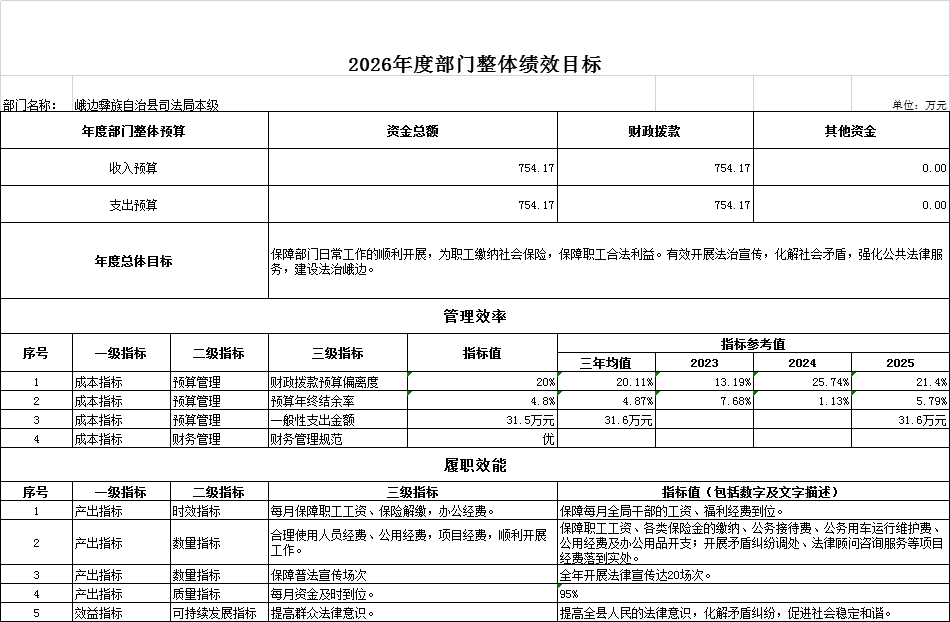 2026年度部门整体绩效目标
部门名称： 峨边彝族自治县司法局本级 单位：万元
年度部门整体预算 资金总额 财政拨款 其他资金
收入预算 754.17 754.17 0.00
支出预算 754.17 754.17 0.00
年度总体目标
保障部门日常工作的顺利开展，为职工缴纳社会保险，保障职工合法利益。有效开展法治宣传，化解社会矛盾，强化公共法律服
务，建设法治峨边。
管理效率
序号 一级指标 二级指标 三级指标 指标值 指标参考值
三年均值 2023 2024 2025
1 成本指标 预算管理 财政拨款预算偏离度 20% 20.11% 13.19% 25.74% 21.4%
2 成本指标 预算管理 预算年终结余率 4.8% 4.87% 7.68% 1.13% 5.79%
3 成本指标 预算管理 一般性支出金额 31.5万元 31.6万元 31.6万元
4 成本指标 财务管理 财务管理规范 优
履职效能
序号 一级指标 二级指标 三级指标 指标值（包括数字及文字描述）
1 产出指标 时效指标 每月保障职工工资、保险解缴，办公经费。 保障每月全局干部的工资、福利经费到位。
2 产出指标 数量指标
合理使用人员经费、公用经费，项目经费，顺利开展
工作。
保障职工工资、各类保险金的缴纳、公务接待费、公务用车运行维护费、
公用经费及办公用品开支；开展矛盾纠纷调处、法律顾问咨询服务等项目
经费落到实处。
3 产出指标 数量指标 保障普法宣传场次 全年开展法律宣传达20场次。
4 产出指标 质量指标 每月资金及时到位。 95%
5 效益指标 可持续发展指标 提高群众法律意识。 提高全县人民的法律意识，化解矛盾纠纷，促进社会稳定和谐。